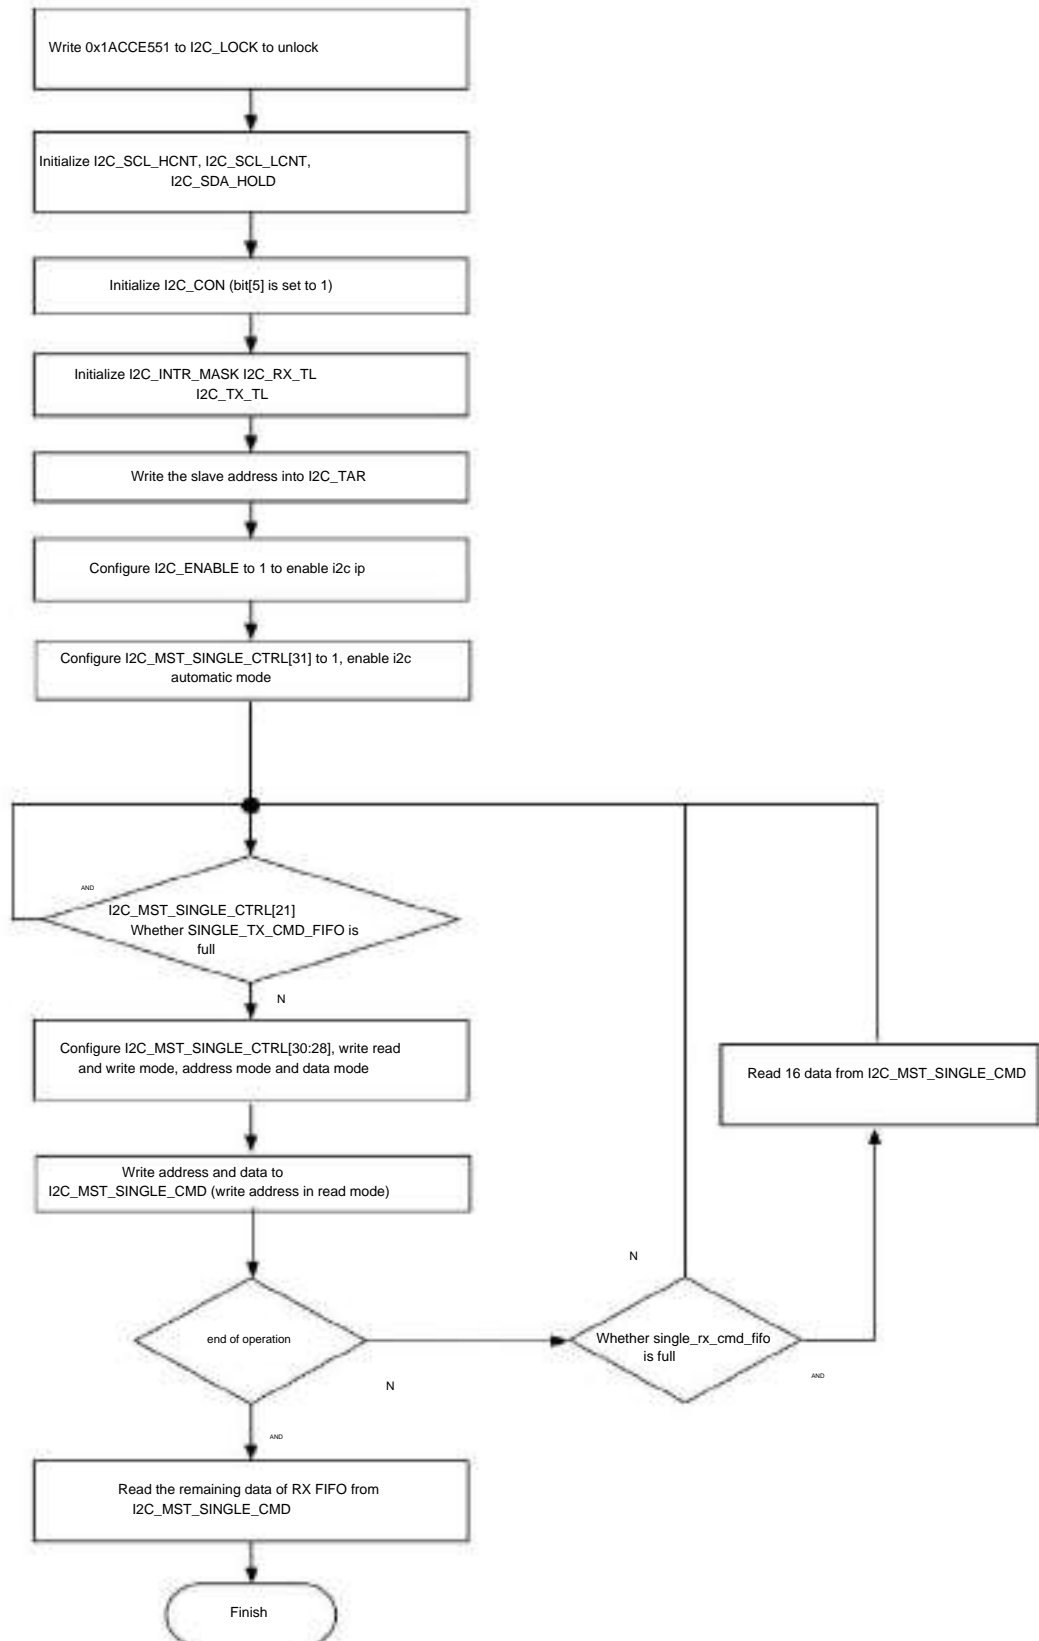 Write 0x1ACCE551 to I2C_LOCK to unlock
Initialize I2C_SCL_HCNT, I2C_SCL_LCNT,
I2C_SDA_HOLD
Initialize I2C_CON (bit[5] is set to 1)
Initialize I2C_INTR_MASK I2C_RX_TL
I2C_TX_TL
Write the slave address into I2C_TAR
Configure I2C_ENABLE to 1 to enable i2c ip
Configure I2C_MST_SINGLE_CTRL[31] to 1, enable i2c
automatic mode
AND
I2C_MST_SINGLE_CTRL[21]
Whether SINGLE_TX_CMD_FIFO is
full
N
Configure I2C_MST_SINGLE_CTRL[30:28], write read
and write mode, address mode and data mode
Read 16 data from I2C_MST_SINGLE_CMD
Write address and data to
I2C_MST_SINGLE_CMD (write address in read mode)
N
end of operation
Whether single_rx_cmd_fifo
is full
N
AND
AND
Read the remaining data of RX FIFO from
I2C_MST_SINGLE_CMD
Finish